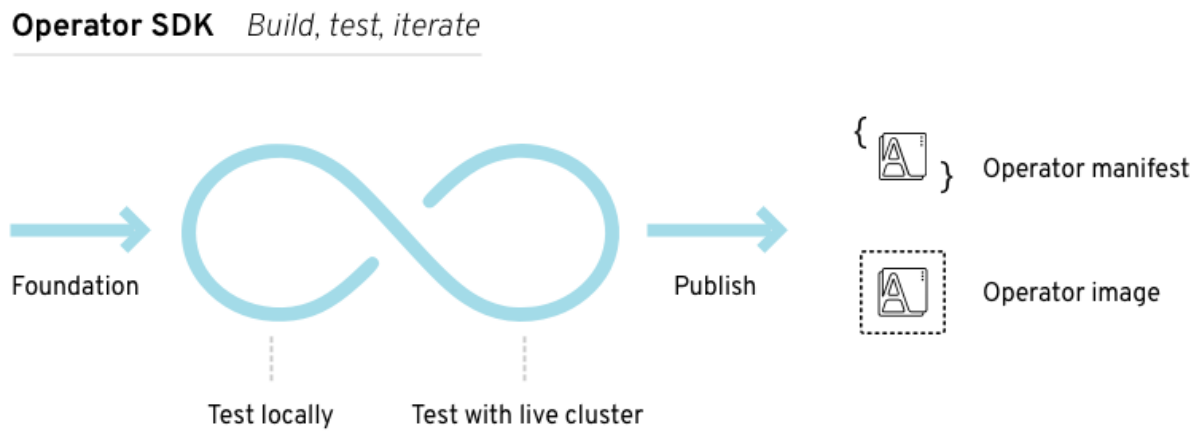 Operator SDK Build, test, iterate
{
}
Operator manifest
Foundation
Publish
Operator image
Test locally
Test with live cluster